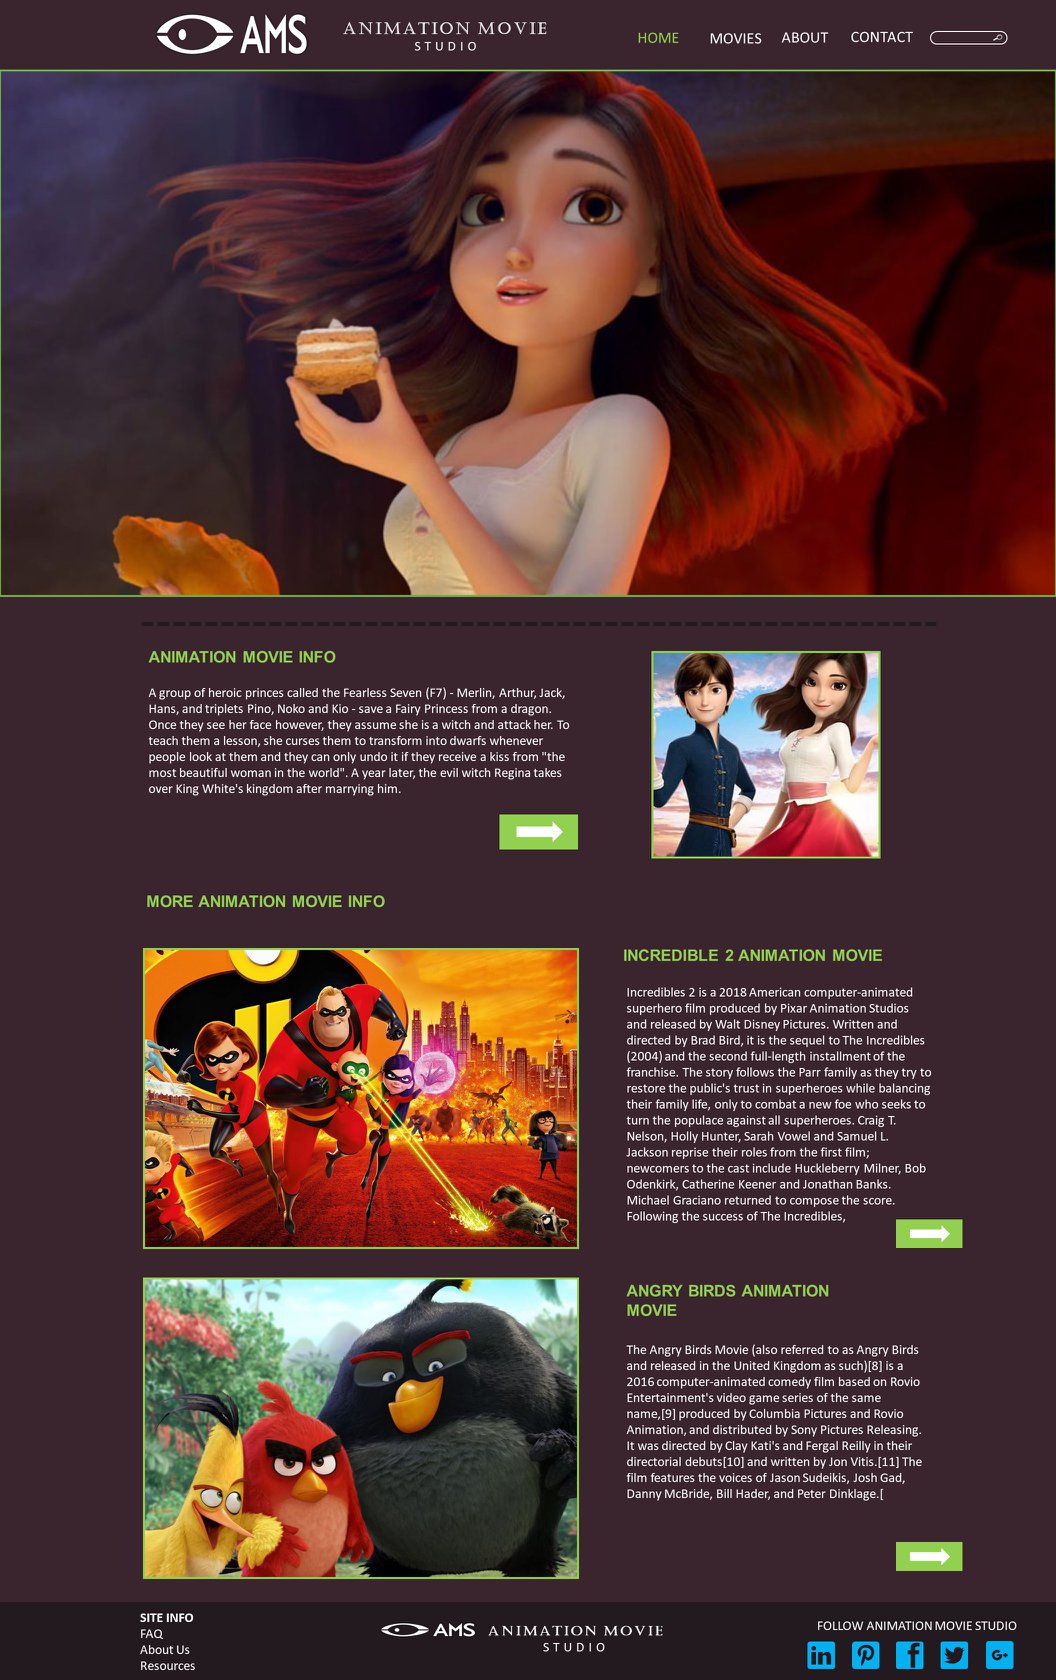 AMS
ANIMATION MOVIE
STUDIO
HOME
MOVIES
ABOUT
CONTACT
ANIMATION MOVIE INFO
A group of heroic princes called the Fearless Seven (F7) - Merlin, Arthur, Jack,
Hans, and triplets Pino, Noko and Kio - save a Fairy Princess from a dragon.
Once they see her face however, they assume she is a witch and attack her. To
teach them a lesson, she curses them to transform into dwarfs whenever
people look at them and they can only undo it if they receive a kiss from "the
most beautiful woman in the world". A year later, the evil witch Regina takes
over King White's kingdom after marrying him.
MORE ANIMATION MOVIE INFO
INCREDIBLE 2 ANIMATION MOVIE
Incredibles 2 is a 2018 American computer-animated
superhero film produced by Pixar Animation Studios
and released by Walt Disney Pictures. Written and
directed by Brad Bird, it is the sequel to The Incredibles
(2004) and the second full-length installment of the
franchise. The story follows the Parr family as they try to
restore the public's trust in superheroes while balancing
their family life, only to combat a new foe who seeks to
turn the populace against all superheroes. Craig T.
Nelson, Holly Hunter, Sarah Vowel and Samuel L.
Jackson reprise their roles from the first film;
newcomers to the cast include Huckleberry Milner, Bob
Odenkirk, Catherine Keener and Jonathan Banks.
Michael Graciano returned to compose the score.
Following the success of The Incredibles,
ANGRY BIRDS ANIMATION
MOVIE
The Angry Birds Movie (also referred to as Angry Birds
and released in the United Kingdom as such)[8] is a
2016 computer-animated comedy film based on Rovio
Entertainment's video game series of the same
name,[9] produced by Columbia Pictures and Rovio
Animation, and distributed by Sony Pictures Releasing.
It was directed by Clay Kati's and Fergal Reilly in their
directorial debuts[10] and written by Jon Vitis.[11] The
film features the voices of Jason Sudeikis, Josh Gad,
Danny McBride, Bill Hader, and Peter Dinklage.[
SITE INFO
FAQ
About Us
Resources
AMS
ANIMATION MOVIE
STUDIO
FOLLOW ANIMATION MOVIE STUDIO
in
G+